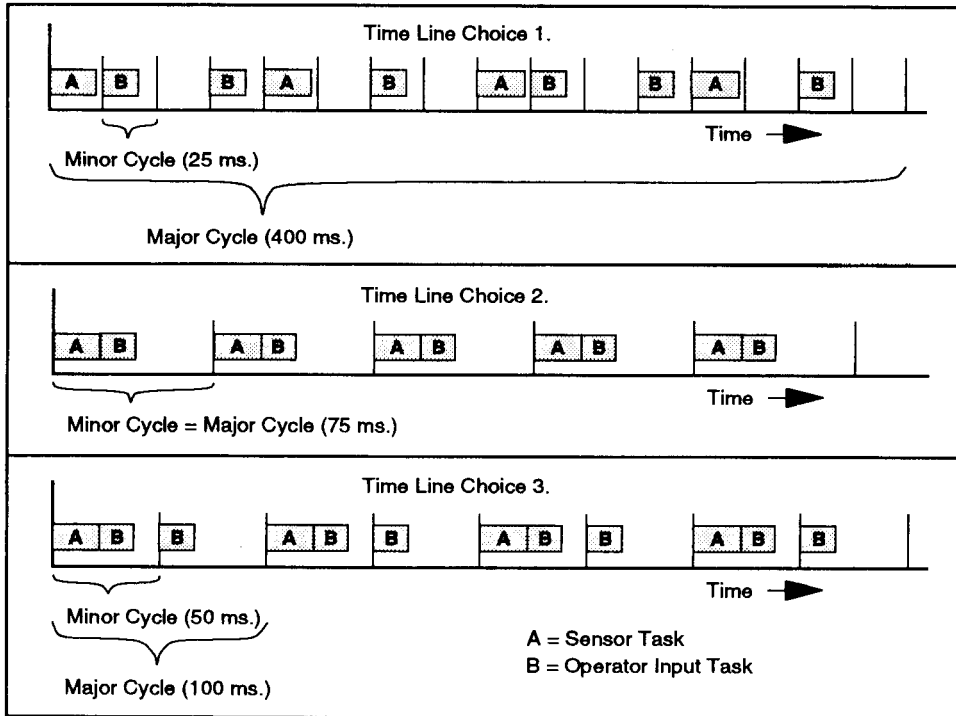 Time Line Choice 1.
A B B A B A B B A B
Time
Minor Cycle (25 ms.)
Major Cycle (400 ms.)
Time Line Choice 2.
A B A B A B A B A B
Time
Minor Cycle = Major Cycle (75 ms.)
Time Line Choice 3.
A B B A B B A B B A B B
Time
Minor Cycle (50 ms.)
A = Sensor Task
B = Operator Input Task
Major Cycle (100 ms.)